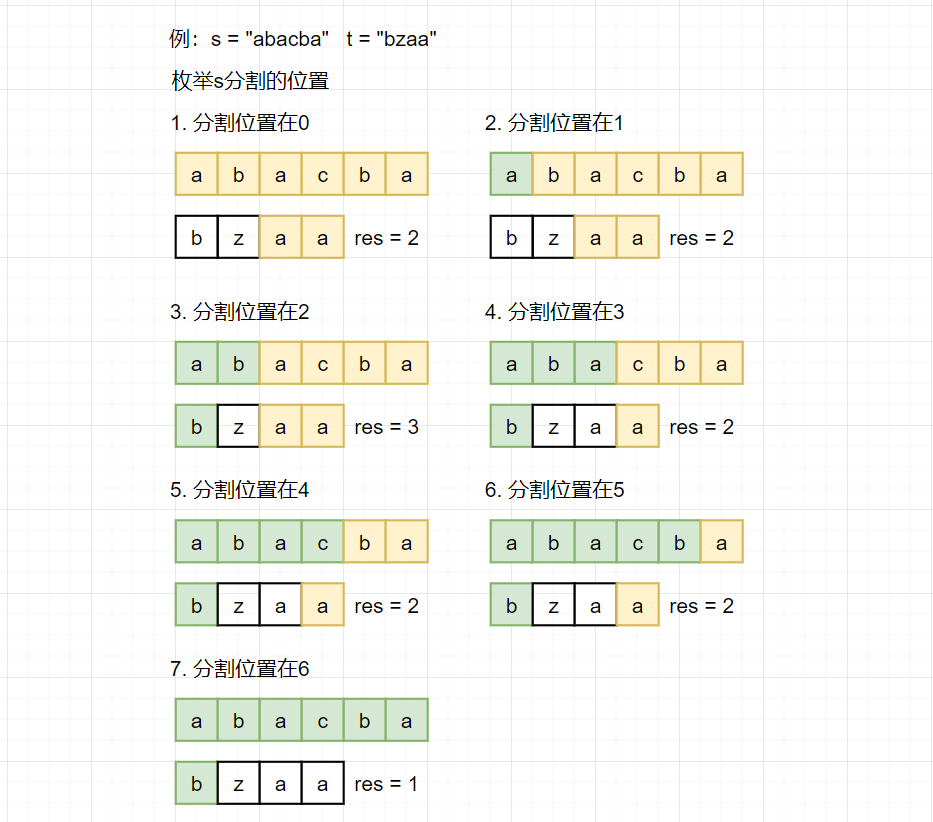 例：s = "abacba" t = "bzaa"
枚举s分割的位置
1. 分割位置在0
a b a c b a
b z a a res = 2
2. 分割位置在1
a b a c b a
b z a a res = 2
3. 分割位置在2
a b a c b a
b z a a res = 3
4. 分割位置在3
a b a c b a
b z a a res = 2
5. 分割位置在4
a b a c b a
b z a a res = 2
6. 分割位置在5
a b a c b a
b z a a res = 2
7. 分割位置在6
a b a c b a
b z a a res = 1